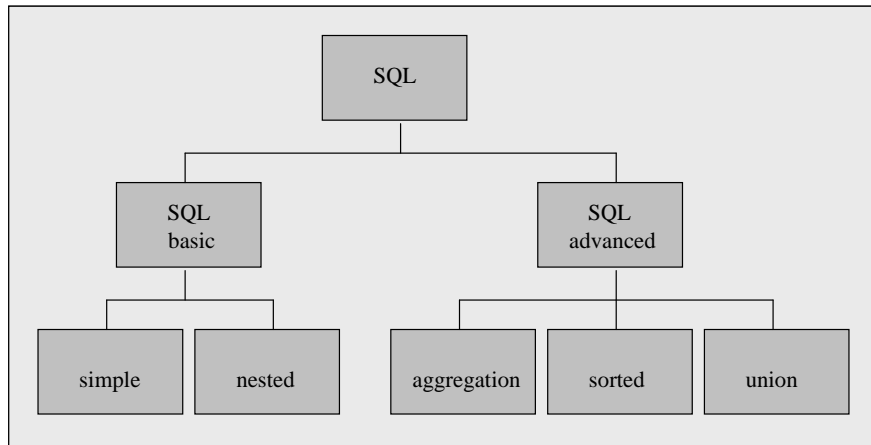 SQL
SQL
basic
SQL
advanced
simple
nested
aggregation
sorted
union